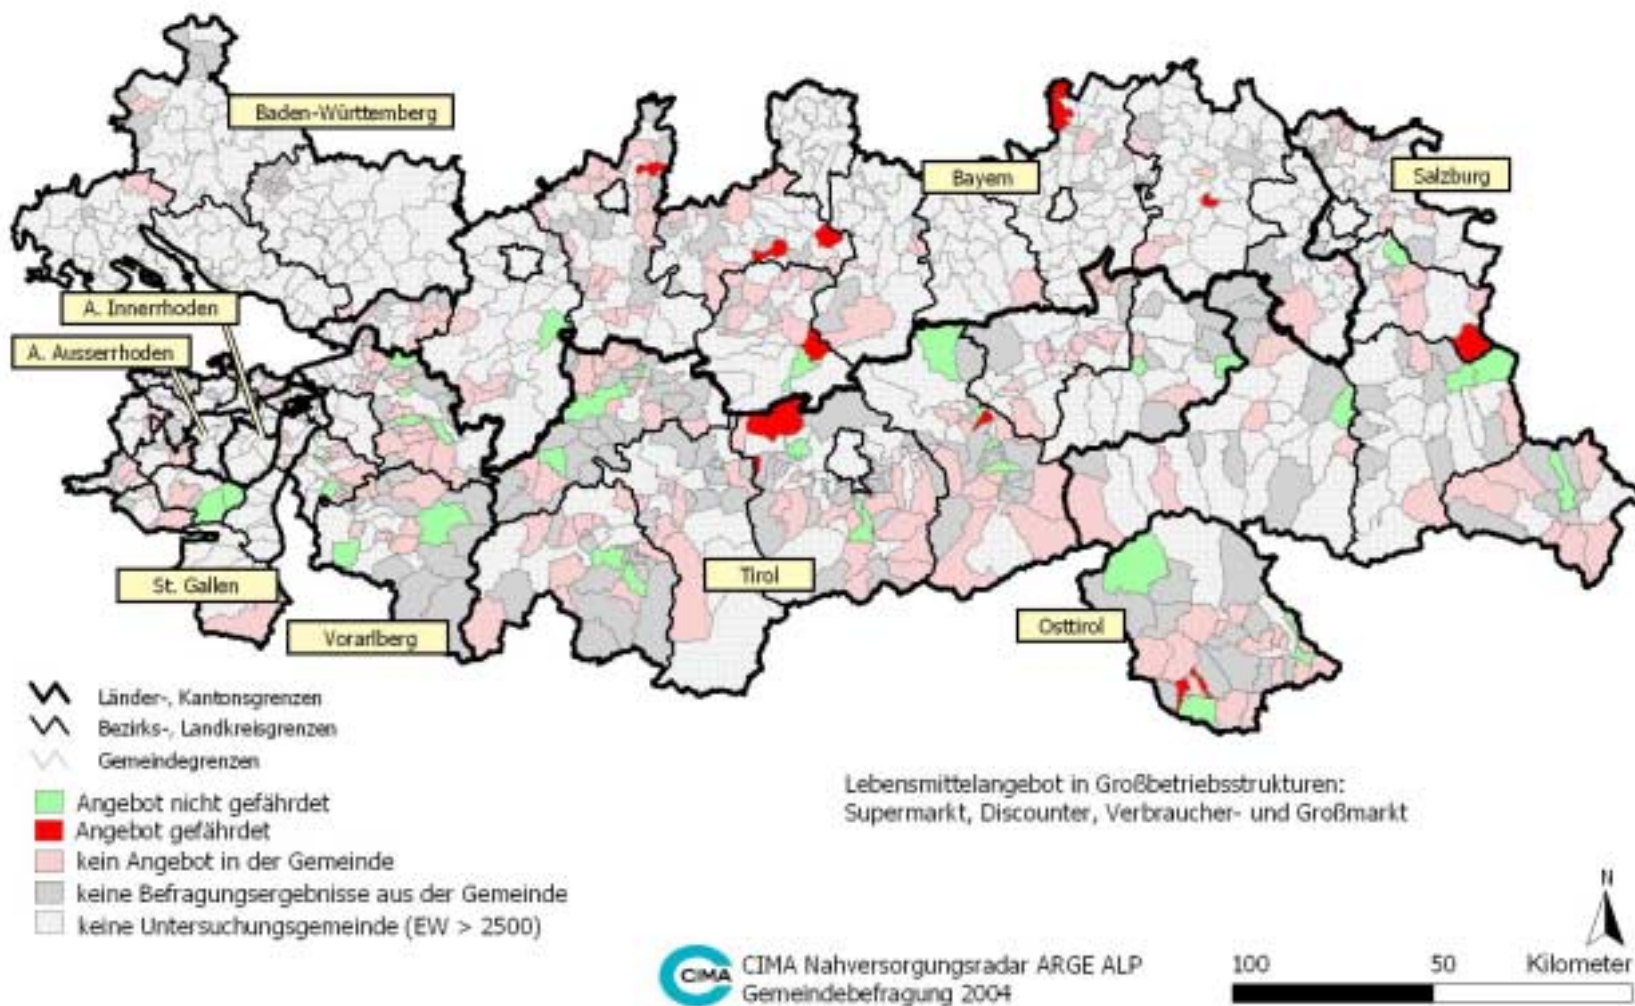 Baden-Württemberg
Bayern
Salzburg
A. Innerrhoden
A. Ausserrhoden
St. Gallen
Vorarlberg
Tirol
Osttirol
Länder-, Kantonsgrenzen
Bezirks-, Landkreisgrenzen
Gemeindegrenzen
Angebot nicht gefährdet
Angebot gefährdet
kein Angebot in der Gemeinde
keine Befragungsergebnisse aus der Gemeinde
keine Untersuchungsgemeinde (EW > 2500)
Lebensmittelangebot in Großbetriebsstrukturen:
Supermarkt, Discounter, Verbraucher- und Großmarkt
N
CIMA
CIMA Nahversorgungsradar ARGE ALP
Gemeindebefragung 2004
100 50 Kilometer